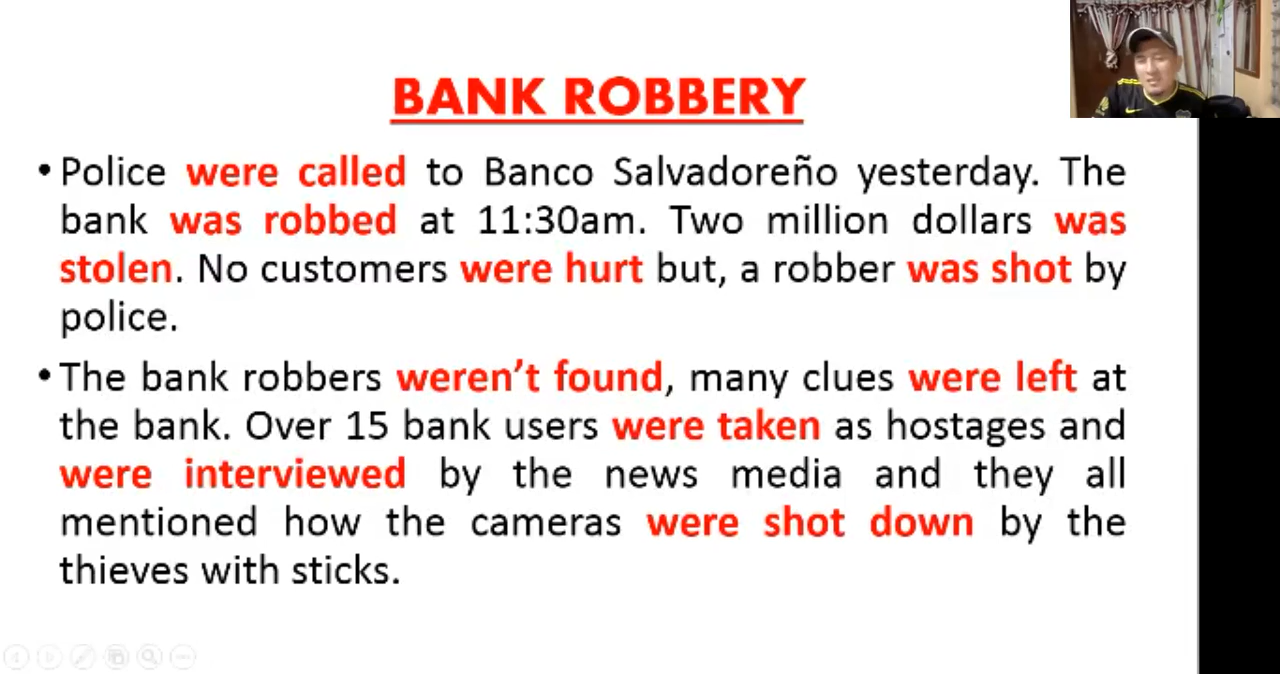 BANK ROBBERY
• Police were called to Banco Salvadoreño yesterday. The
bank was robbed at 11:30am. Two million dollars was
stolen. No customers were hurt but, a robber was shot by
police.
• The bank robbers weren't found, many clues were left at
the bank. Over 15 bank users were taken as hostages and
were interviewed by the news media and they all
mentioned how the cameras were shot down by the
thieves with sticks.